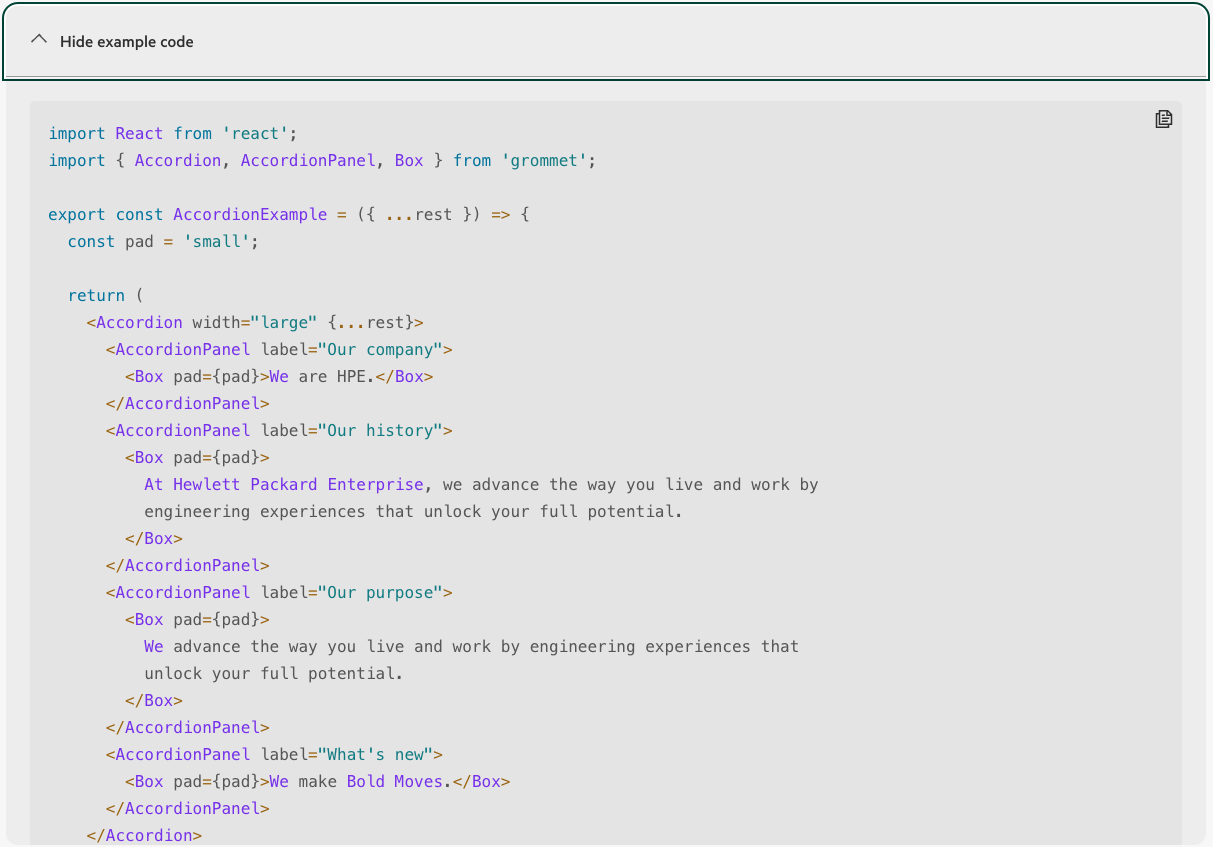 Hide example code
import React from 'react';
import { Accordion, AccordionPanel, Box } from 'grommet';
export const AccordionExample = ({ ...rest }) => {
  const pad = 'small';
  return (
    <Accordion width="large" {...rest}>
      <AccordionPanel label="Our company">
        <Box pad={pad}>We are HPE.</Box>
      </AccordionPanel>
      <AccordionPanel label="Our history">
        <Box pad={pad}>
          At Hewlett Packard Enterprise, we advance the way you live and work by
          engineering experiences that unlock your full potential.
        </Box>
      </AccordionPanel>
      <AccordionPanel label="Our purpose">
        <Box pad={pad}>
          We advance the way you live and work by engineering experiences that
          unlock your full potential.
        </Box>
      </AccordionPanel>
      <AccordionPanel label="What's new">
        <Box pad={pad}>We make Bold Moves.</Box>
      </AccordionPanel>
    </Accordion>